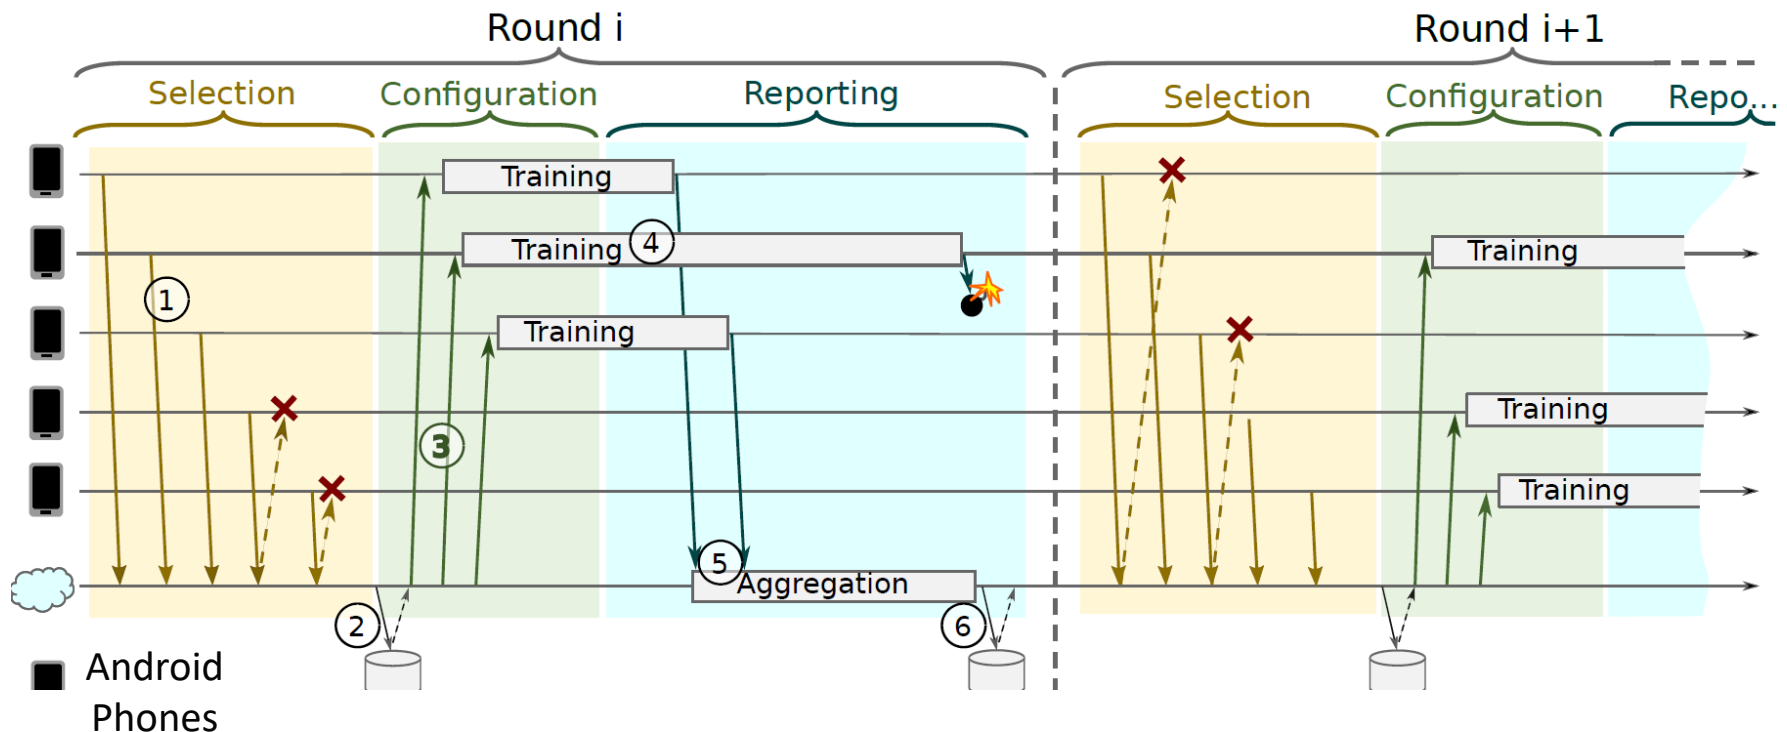 Round i
Round i+1
Selection
Configuration
Reporting
Selection
Configuration
Repo...
Training
Training
4
Training
Training
1
Training
3
Training
Training
5
Aggregation
2
6
Android
Phones